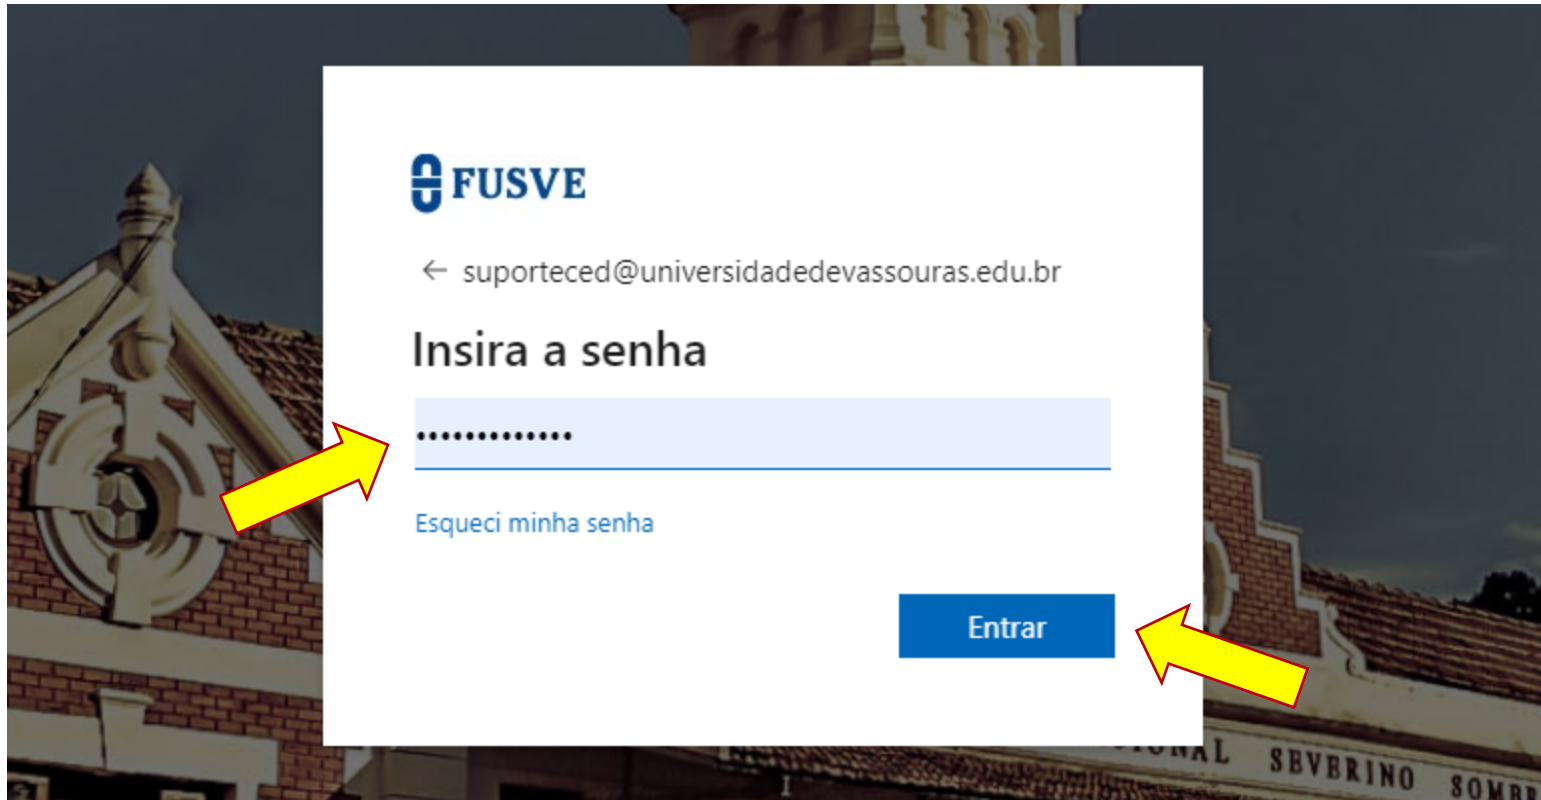 FUSVE
← suporteced@universidadedevassouras.edu.br
Insira a senha
•••••••••••••
Esqueci minha senha
Entrar
SEVERINO